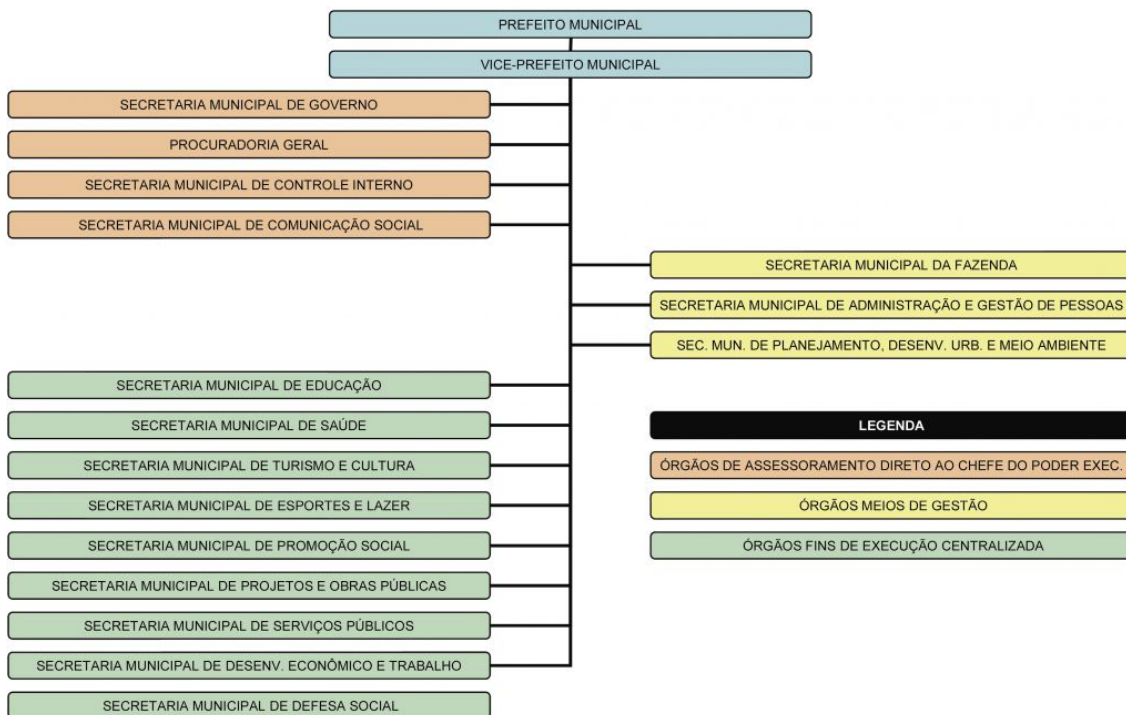 PREFEITO MUNICIPAL
VICE-PREFEITO MUNICIPAL
SECRETARIA MUNICIPAL DE GOVERNO
PROCURADORIA GERAL
SECRETARIA MUNICIPAL DE CONTROLE INTERNO
SECRETARIA MUNICIPAL DE COMUNICAÇÃO SOCIAL
SECRETARIA MUNICIPAL DA FAZENDA
SECRETARIA MUNICIPAL DE ADMINISTRAÇÃO E GESTÃO DE PESSOAS
SEC. MUN. DE PLANEJAMENTO, DESENV. URB. E MEIO AMBIENTE
SECRETARIA MUNICIPAL DE EDUCAÇÃO
SECRETARIA MUNICIPAL DE SAÚDE
SECRETARIA MUNICIPAL DE TURISMO E CULTURA
SECRETARIA MUNICIPAL DE ESPORTES E LAZER
SECRETARIA MUNICIPAL DE PROMOÇÃO SOCIAL
SECRETARIA MUNICIPAL DE PROJETOS E OBRAS PÚBLICAS
SECRETARIA MUNICIPAL DE SERVIÇOS PÚBLICOS
SECRETARIA MUNICIPAL DE DESENV. ECONÔMICO E TRABALHO
SECRETARIA MUNICIPAL DE DEFESA SOCIAL
LEGENDA
ÓRGÃOS DE ASSESSORAMENTO DIRETO AO CHEFE DO PODER EXEC.
ÓRGÃOS MEIOS DE GESTÃO
ÓRGÃOS FINS DE EXECUÇÃO CENTRALIZADA